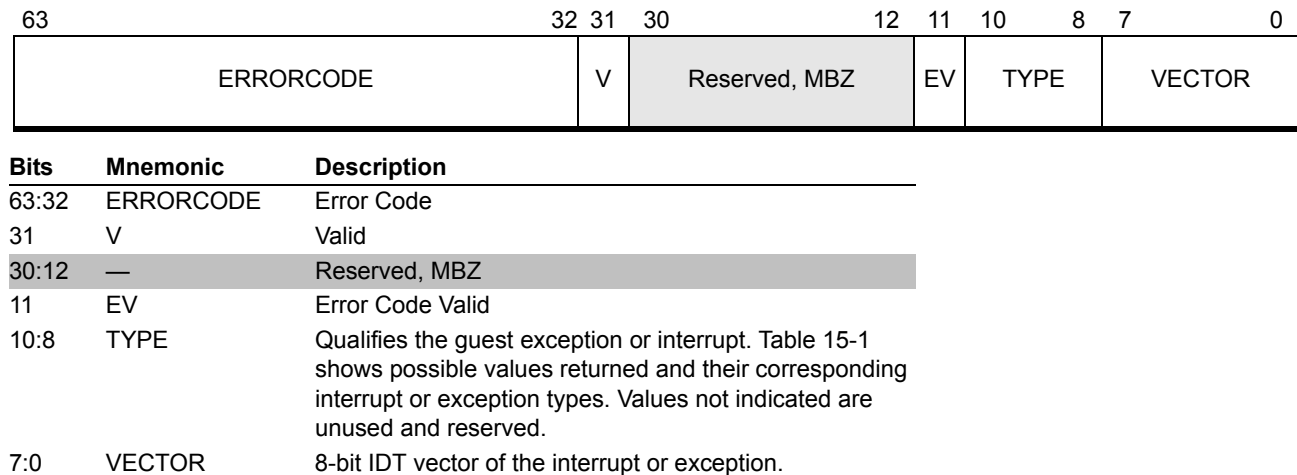 63 32 31 30 12 11 10 8 7 0
ERRORCODE V Reserved, MBZ EV TYPE VECTOR
Bits Mnemonic Description
63:32 ERRORCODE Error Code
31 V Valid
30:12 — Reserved, MBZ
11 EV Error Code Valid
10:8 TYPE Qualifies the guest exception or interrupt. Table 15-1
shows possible values returned and their corresponding
interrupt or exception types. Values not indicated are
unused and reserved.
7:0 VECTOR 8-bit IDT vector of the interrupt or exception.